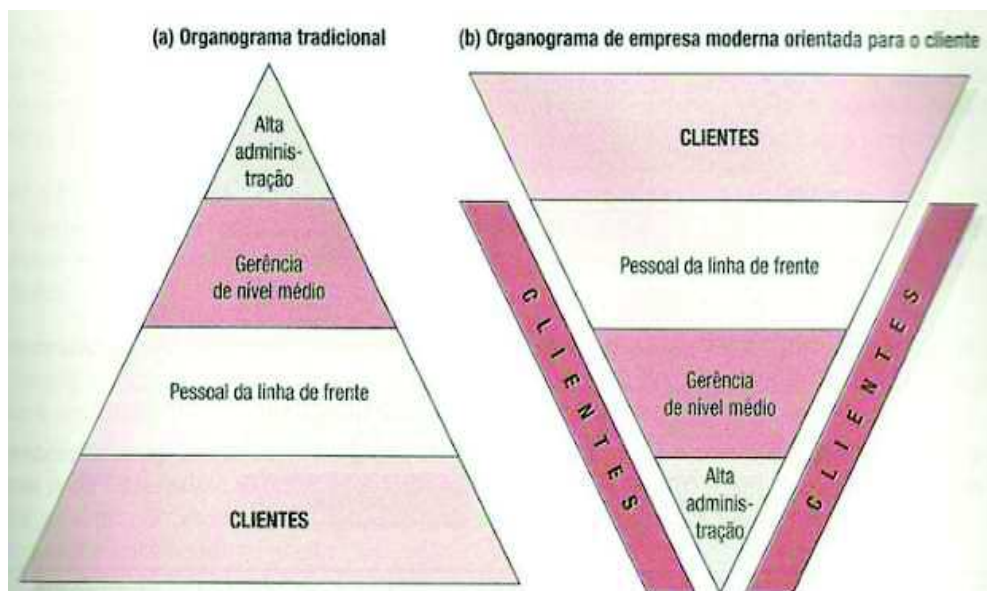 (a) Organograma tradicional
Alta
adminis-
tração
Gerência
de nível médio
Pessoal da linha de frente
CLIENTES
(b) Organograma de empresa moderna orientada para o cliente
CLIENTES
Pessoal da linha de frente
Gerência
de nível médio
Alta
adminis-
tração
CLIENTES
CLIENTES